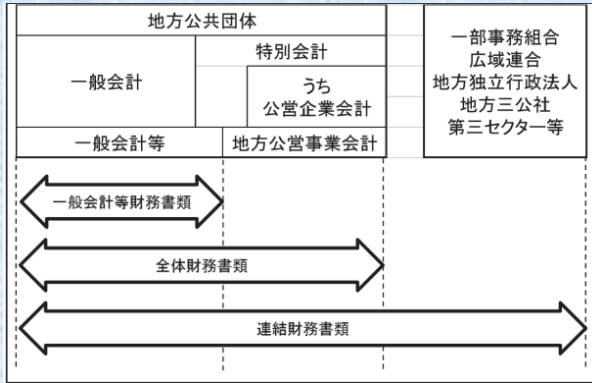 地方公共団体
一般会計
特別会計
うち
公営企業会計
一般会計等
地方公営事業会計
一部事務組合
広域連合
地方独立行政法人
地方三公社
第三セクター等
一般会計等財務書類
全体財務書類
連結財務書類